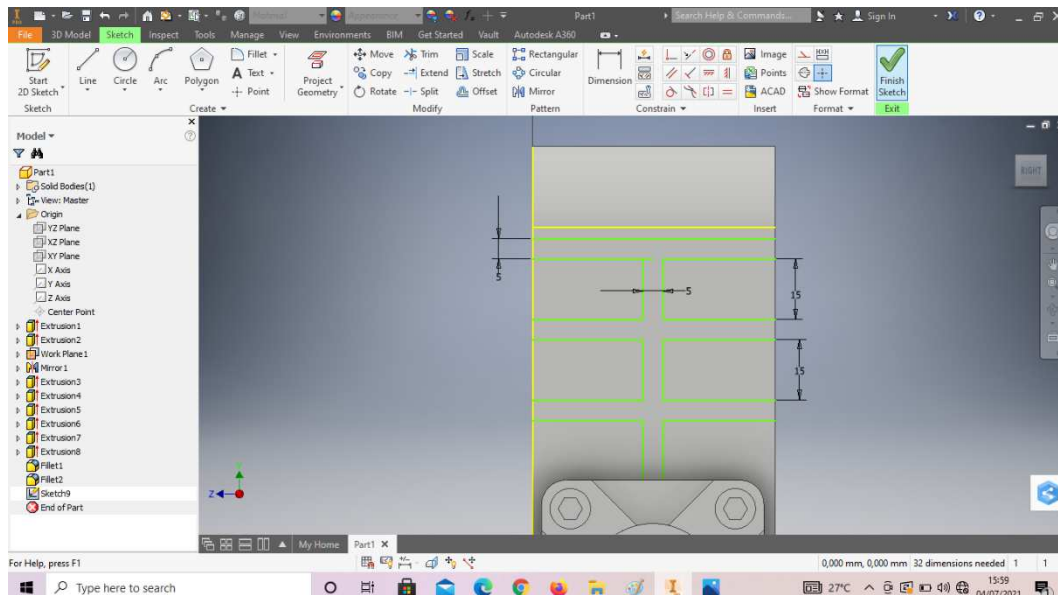 Material Appearance Part1 Search Help & Commands... Sign In
File 3D Model Sketch Inspect Tools Manage View Environments BIM Get Started Vault Autodesk A360
Start 2D Sketch Line Circle Arc Polygon Fillet Text Point Project Geometry Move Copy Rotate Trim Extend Split Scale Stretch Offset Rectangular Circular Mirror Dimension Image Points ACAD Show Format Finish Sketch
Sketch Create Modify Pattern Constrain Insert Format Exit
Model
Part1
Solid Bodies(1)
View: Master
Origin
YZ Plane
XZ Plane
XY Plane
X Axis
Y Axis
Z Axis
Center Point
Extrusion1
Extrusion2
Work Plane1
Mirror1
Extrusion3
Extrusion4
Extrusion5
Extrusion6
Extrusion7
Extrusion8
Fillet1
Fillet2
Sketch9
End of Part
RIGHT
5
5
15
15
Y
Z
My Home Part1
For Help, press F1 0,000 mm, 0,000 mm 32 dimensions needed 1 1
Type here to search 27°C 15:59
04/07/2021